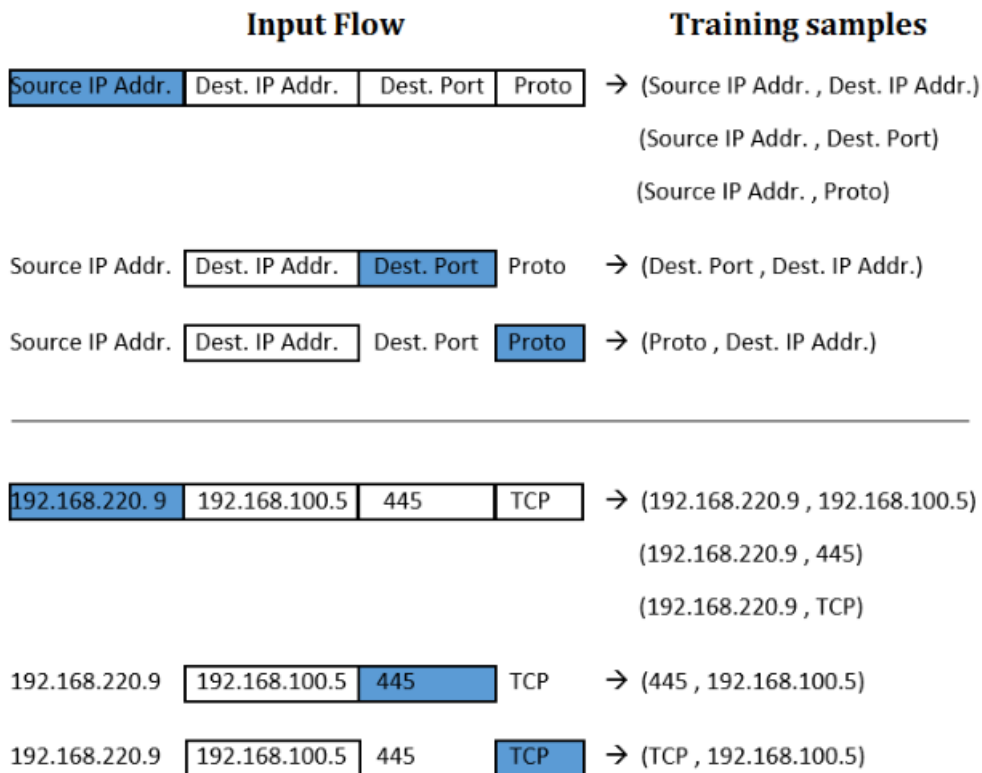 Input Flow Training samples
Source IP Addr. Dest. IP Addr. Dest. Port Proto → (Source IP Addr. , Dest. IP Addr.)
(Source IP Addr. , Dest. Port)
(Source IP Addr. , Proto)
Source IP Addr. Dest. IP Addr. Dest. Port Proto → (Dest. Port , Dest. IP Addr.)
Source IP Addr. Dest. IP Addr. Dest. Port Proto → (Proto , Dest. IP Addr.)
192.168.220. 9 192.168.100.5 445 TCP → (192.168.220.9 , 192.168.100.5)
(192.168.220.9 , 445)
(192.168.220.9 , TCP)
192.168.220.9 192.168.100.5 445 TCP → (445 , 192.168.100.5)
192.168.220.9 192.168.100.5 445 TCP → (TCP , 192.168.100.5)